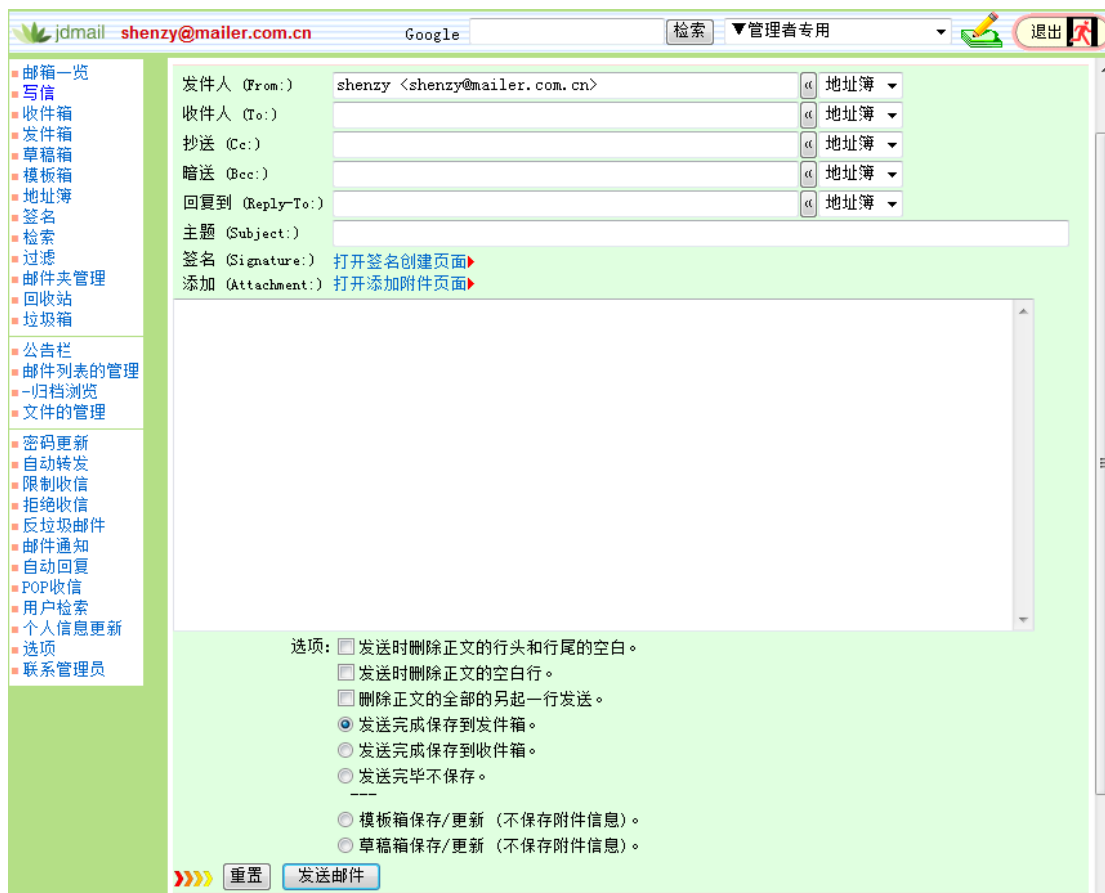 jdmail shenzy@mailer.com.cn Google 检索 ▼管理者专用 退出
邮箱一览
写信
收件箱
发件箱
草稿箱
模板箱
地址簿
签名
检索
过滤
邮件夹管理
回收站
垃圾箱
公告栏
邮件列表的管理
-归档浏览
文件的管理
密码更新
自动转发
限制收信
拒绝收信
反垃圾邮件
邮件通知
自动回复
POP收信
用户检索
个人信息更新
选项
联系管理员
发件人 (From:) shenzy <shenzy@mailer.com.cn> « 地址簿
收件人 (To:) « 地址簿
抄送 (Cc:) « 地址簿
暗送 (Bcc:) « 地址簿
回复到 (Reply-To:) « 地址簿
主题 (Subject:)
签名 (Signature:) 打开签名创建页面
添加 (Attachment:) 打开添加附件页面
选项: 发送时删除正文的行头和行尾的空白。
发送时删除正文的空白行。
删除正文的全部的另起一行发送。
发送完成保存到发件箱。
发送完成保存到收件箱。
发送完毕不保存。
---
模板箱保存/更新 (不保存附件信息)。
草稿箱保存/更新 (不保存附件信息)。
重置 发送邮件